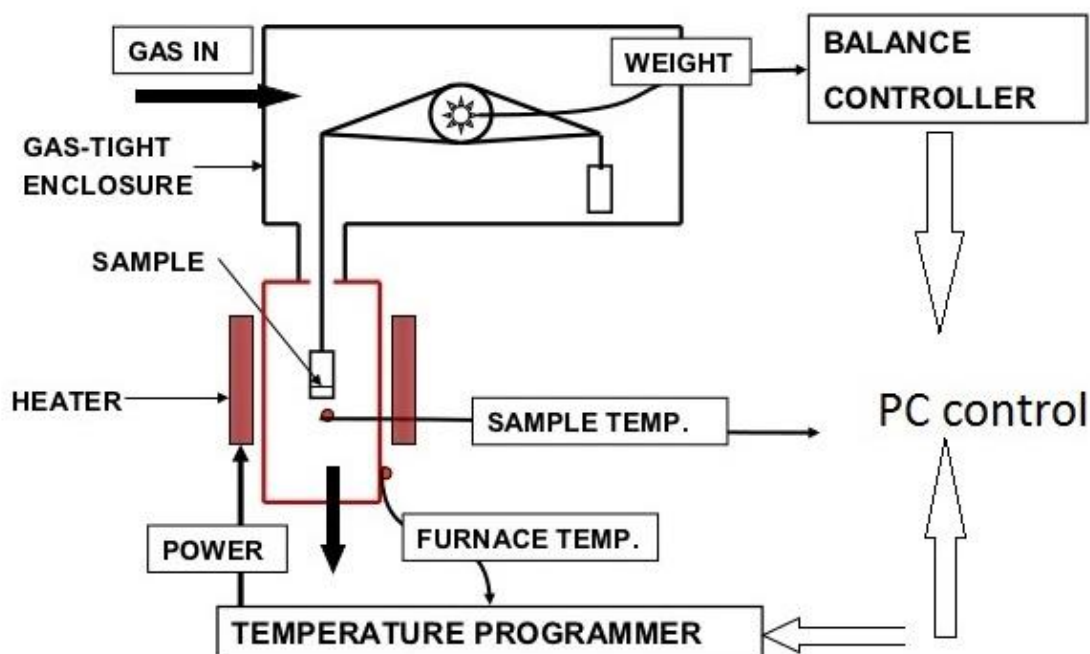 GAS IN
WEIGHT
BALANCE
CONTROLLER
GAS-TIGHT
ENCLOSURE
SAMPLE
HEATER
SAMPLE TEMP.
PC control
POWER
FURNACE TEMP.
TEMPERATURE PROGRAMMER